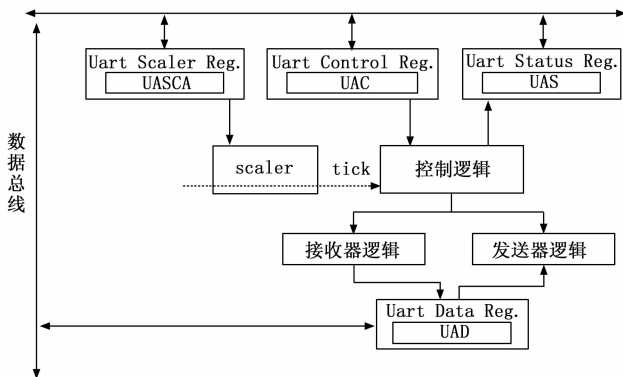 Uart Scaler Reg.
UASCA
Uart Control Reg.
UAC
Uart Status Reg.
UAS
数据总线
scaler
tick
控制逻辑
接收器逻辑
发送器逻辑
Uart Data Reg.
UAD